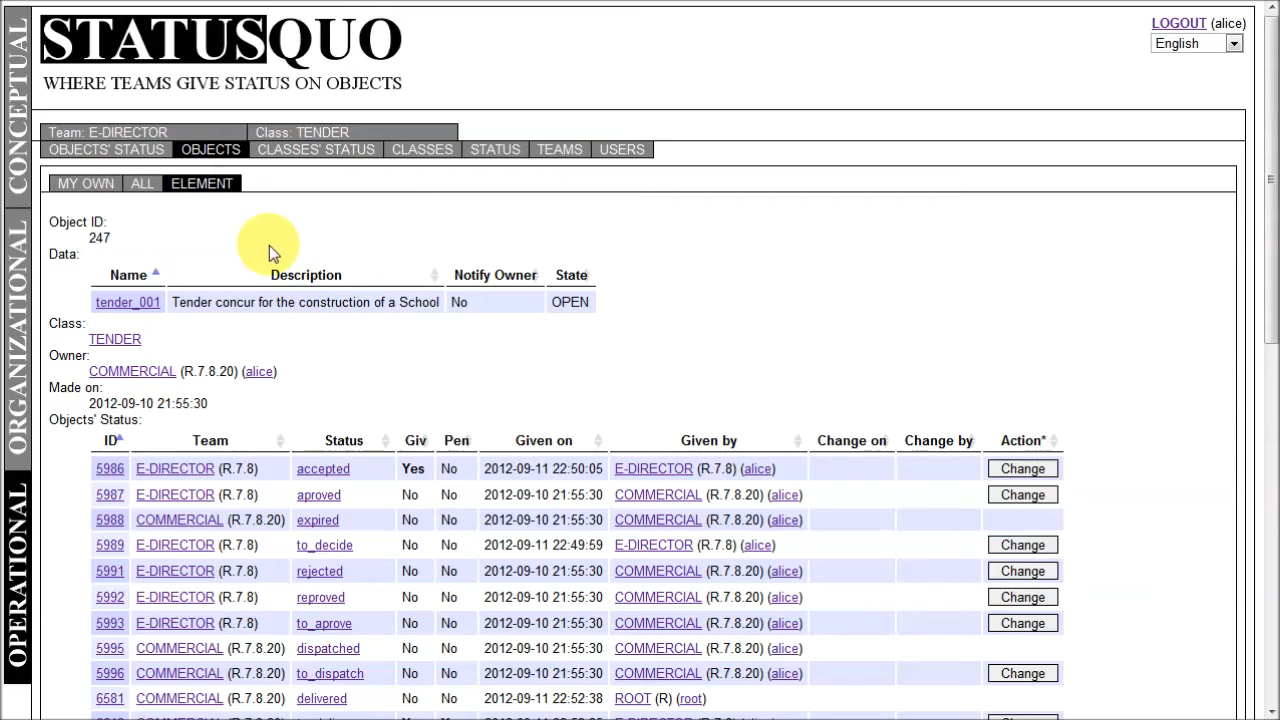 STATUSQUO
WHERE TEAMS GIVE STATUS ON OBJECTS
LOGOUT (alice)
English
CONCEPTUAL
ORGANIZATIONAL
OPERATIONAL
Team: E-DIRECTOR Class: TENDER
OBJECTS' STATUS OBJECTS CLASSES' STATUS CLASSES STATUS TEAMS USERS
MY OWN ALL ELEMENT
Object ID:
247
Data:
Name Description Notify Owner State
tender_001 Tender concur for the construction of a School No OPEN
Class:
TENDER
Owner:
COMMERCIAL (R.7.8.20) (alice)
Made on:
2012-09-10 21:55:30
Objects' Status:
ID Team Status Giv Pen Given on Given by Change on Change by Action*
5986 E-DIRECTOR (R.7.8) accepted Yes No 2012-09-11 22:50:05 E-DIRECTOR (R.7.8) (alice) Change
5987 E-DIRECTOR (R.7.8) aproved No No 2012-09-10 21:55:30 COMMERCIAL (R.7.8.20) (alice) Change
5988 COMMERCIAL (R.7.8.20) expired No No 2012-09-10 21:55:30 COMMERCIAL (R.7.8.20) (alice)
5989 E-DIRECTOR (R.7.8) to_decide No No 2012-09-11 22:49:59 E-DIRECTOR (R.7.8) (alice) Change
5991 E-DIRECTOR (R.7.8) rejected No No 2012-09-10 21:55:30 COMMERCIAL (R.7.8.20) (alice) Change
5992 E-DIRECTOR (R.7.8) reproved No No 2012-09-10 21:55:30 COMMERCIAL (R.7.8.20) (alice) Change
5993 E-DIRECTOR (R.7.8) to_aprove No No 2012-09-10 21:55:30 COMMERCIAL (R.7.8.20) (alice) Change
5995 COMMERCIAL (R.7.8.20) dispatched No No 2012-09-10 21:55:30 COMMERCIAL (R.7.8.20) (alice)
5996 COMMERCIAL (R.7.8.20) to_dispatch No No 2012-09-10 21:55:30 COMMERCIAL (R.7.8.20) (alice) Change
6581 COMMERCIAL (R.7.8.20) delivered No No 2012-09-11 22:52:38 ROOT (R) (root)